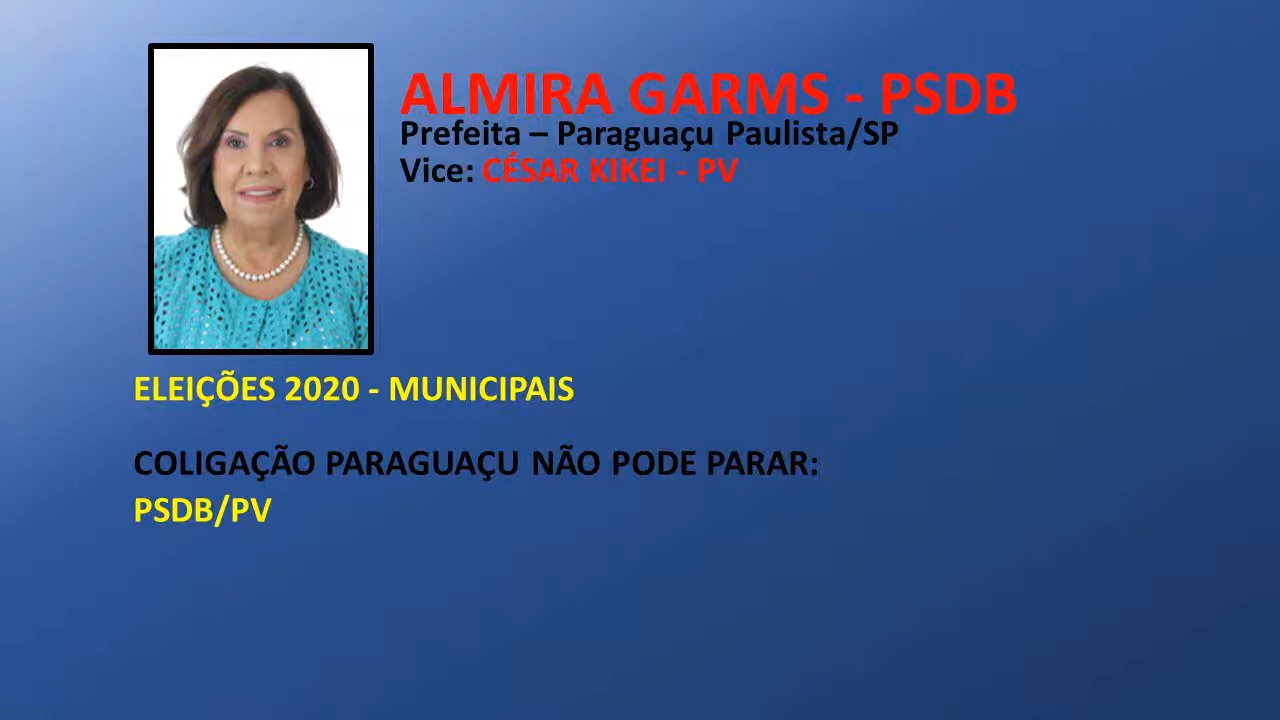 ALMIRA GARMS - PSDB
Prefeita – Paraguaçu Paulista/SP
Vice: CÉSAR KIKEI - PV
ELEIÇÕES 2020 - MUNICIPAIS
COLIGAÇÃO PARAGUAÇU NÃO PODE PARAR:
PSDB/PV